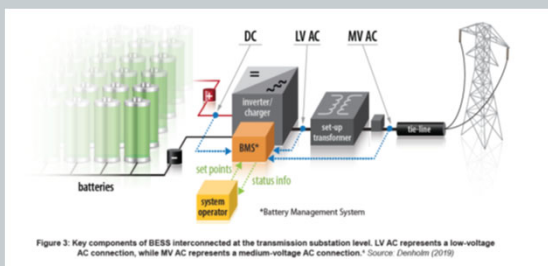 DC
LV AC
MV AC
+
=
inverter/
charger
set-up
transformer
tie-line
BMS*
-
batteries
set points
status info
system
operator
*Battery Management System
Figure 3: Key components of BESS interconnected at the transmission substation level. LV AC represents a low-voltage
AC connection, while MV AC represents a medium-voltage AC connection.⁶ Source: Denholm (2019)